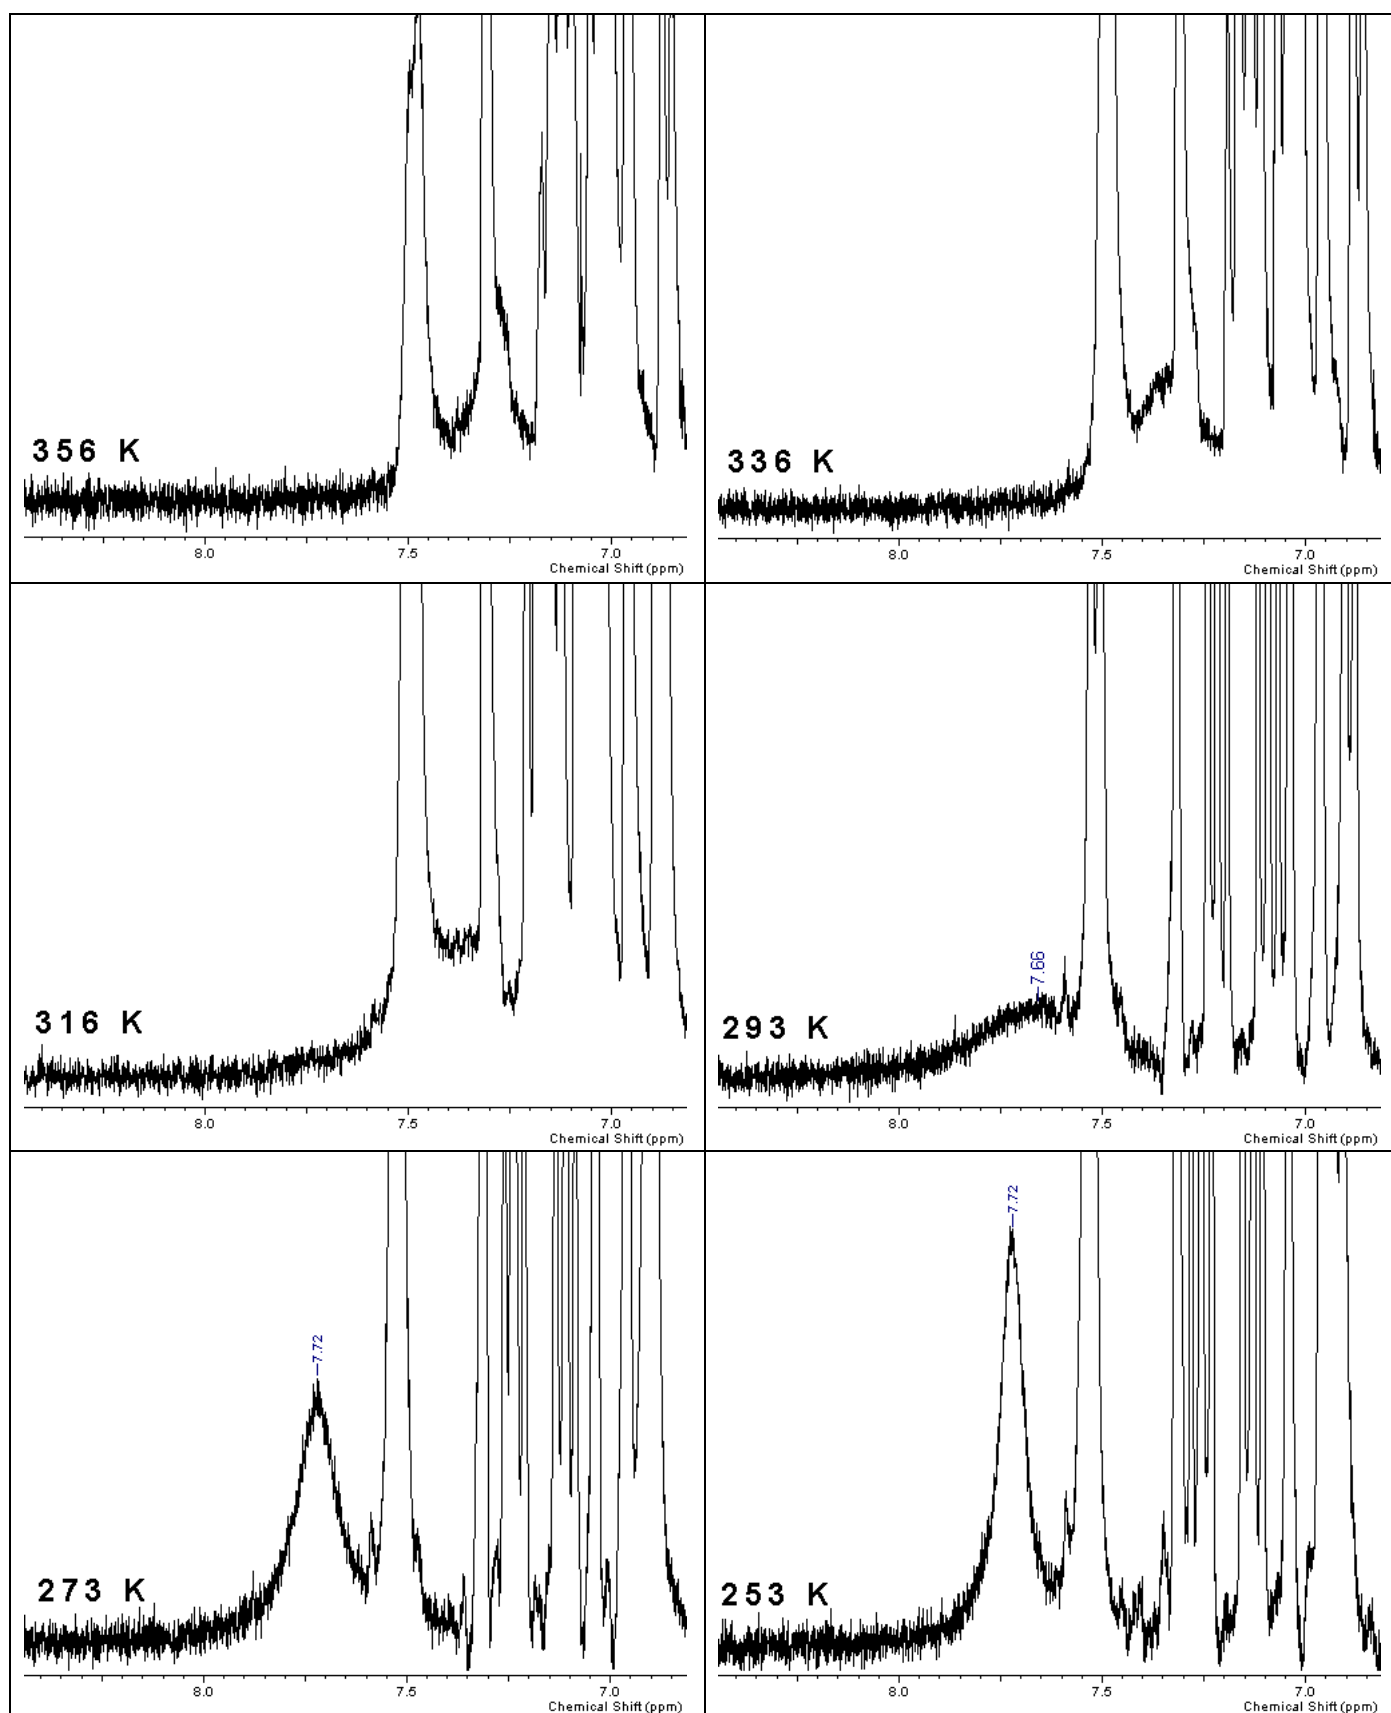 356 K
8.0 7.5 7.0
Chemical Shift (ppm)
336 K
8.0 7.5 7.0
Chemical Shift (ppm)
316 K
8.0 7.5 7.0
Chemical Shift (ppm)
7.66
293 K
8.0 7.5 7.0
Chemical Shift (ppm)
7.72
273 K
8.0 7.5 7.0
Chemical Shift (ppm)
7.72
253 K
8.0 7.5 7.0
Chemical Shift (ppm)